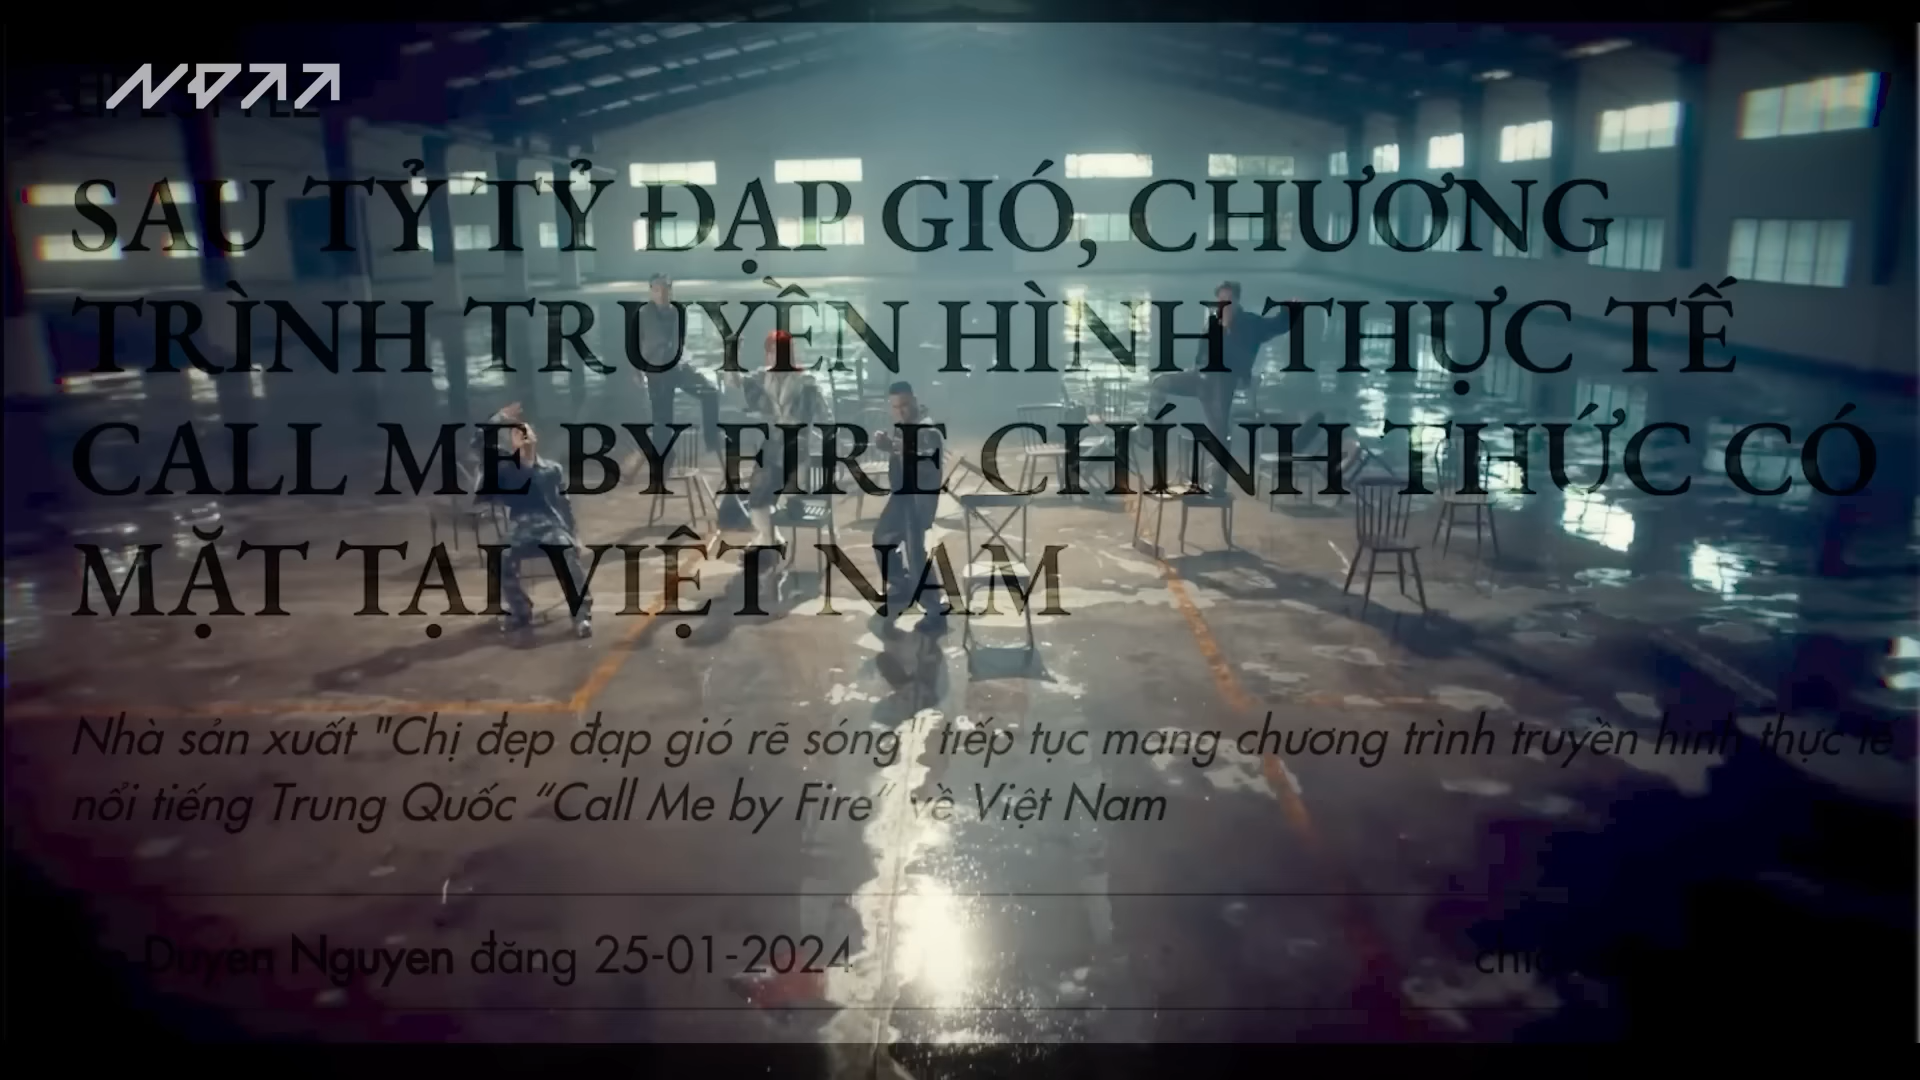 LIFESTYLE
SAU TỶ TỶ ĐẠP GIÓ, CHƯƠNG
TRÌNH TRUYỀN HÌNH THỰC TẾ
CALL ME BY FIRE CHÍNH THỨC CÓ
MẶT TẠI VIỆT NAM
Nhà sản xuất "Chị đẹp đạp gió rẽ sóng" tiếp tục mang chương trình truyền hình thực tế
nổi tiếng Trung Quốc “Call Me by Fire” về Việt Nam
Duyen Nguyen đăng 25-01-2024